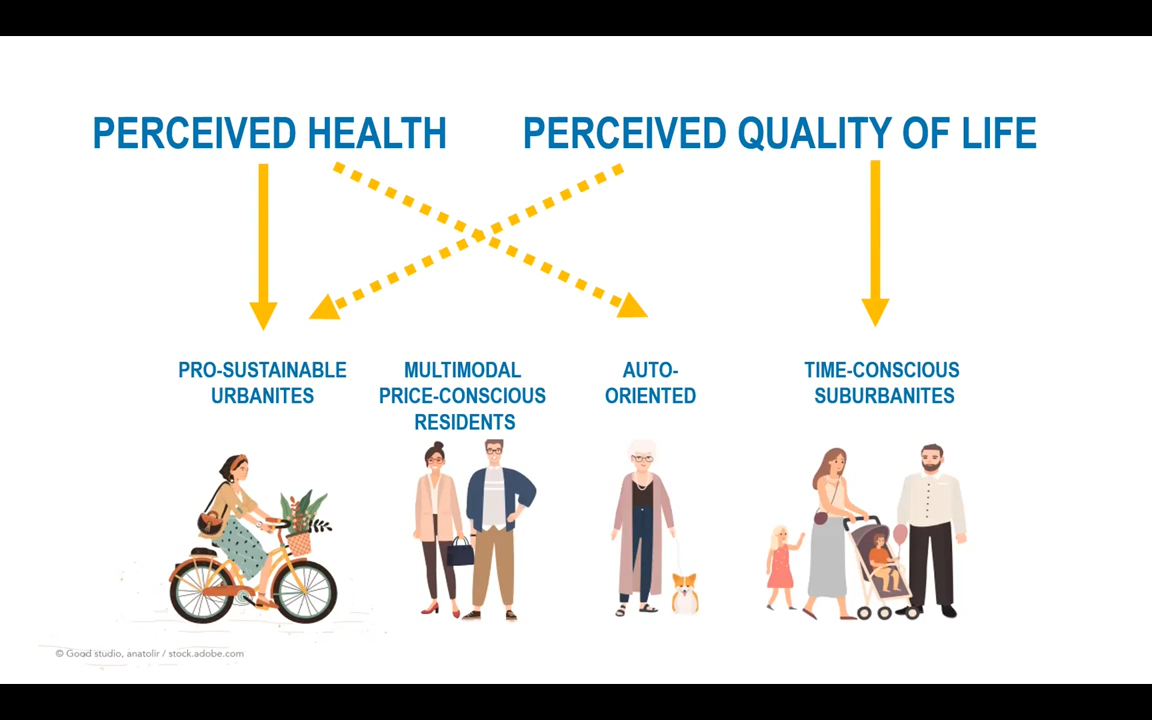 PERCEIVED HEALTH
PERCEIVED QUALITY OF LIFE
PRO-SUSTAINABLE
URBANITES
MULTIMODAL
PRICE-CONSCIOUS
RESIDENTS
AUTO-
ORIENTED
TIME-CONSCIOUS
SUBURBANITES
© Good studio, anatolir / stock.adobe.com